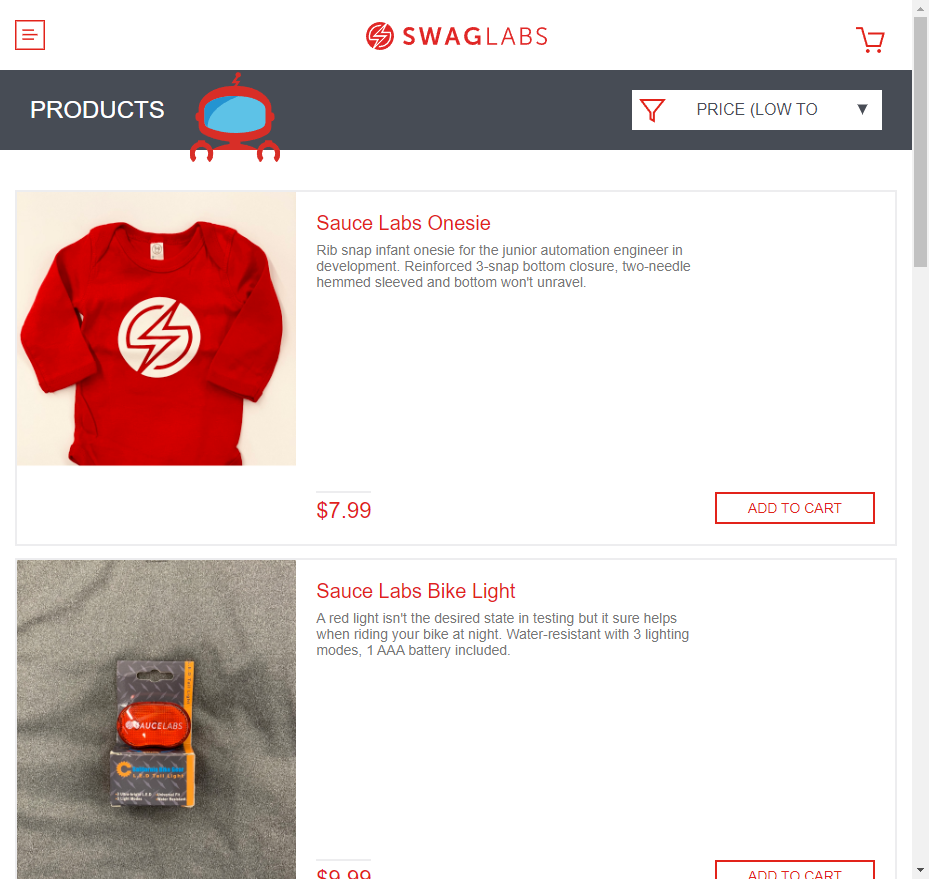 SWAGLABS
PRODUCTS
PRICE (LOW TO
Sauce Labs Onesie
Rib snap infant onesie for the junior automation engineer in
development. Reinforced 3-snap bottom closure, two-needle
hemmed sleeved and bottom won't unravel.
$7.99
ADD TO CART
Sauce Labs Bike Light
A red light isn't the desired state in testing but it sure helps
when riding your bike at night. Water-resistant with 3 lighting
modes, 1 AAA battery included.
SAUCELABS
L.E.D Tail Light
$9.99
ADD TO CART